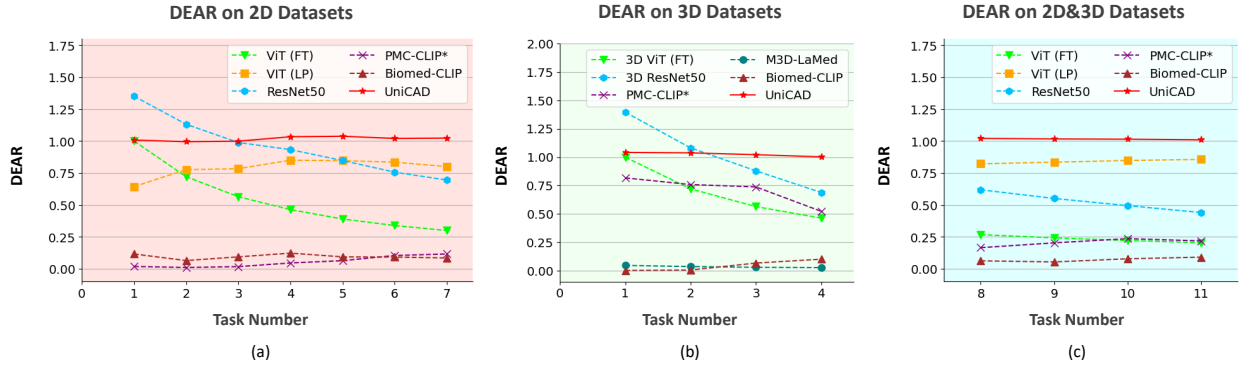 DEAR on 2D Datasets
1.75
1.50
1.25
1.00
0.75
0.50
0.25
0.00
DEAR
ViT (FT)
VIT (LP)
ResNet50
PMC-CLIP*
Biomed-CLIP
UniCAD
0 1 2 3 4 5 6 7
Task Number
(a)
DEAR on 3D Datasets
2.00
1.75
1.50
1.25
1.00
0.75
0.50
0.25
0.00
DEAR
3D ViT (FT)
3D ResNet50
PMC-CLIP*
M3D-LaMed
Biomed-CLIP
UniCAD
0 1 2 3 4
Task Number
(b)
DEAR on 2D&3D Datasets
1.75
1.50
1.25
1.00
0.75
0.50
0.25
0.00
DEAR
ViT (FT)
ViT (LP)
ResNet50
PMC-CLIP*
Biomed-CLIP
UniCAD
8 9 10 11
Task Number
(c)